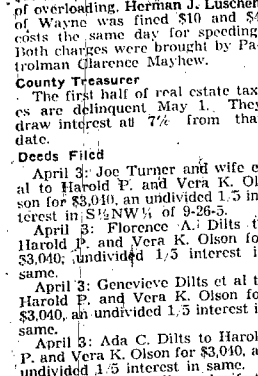 of overloading. Herman J. Luschen
of Wayne was fined $10 and $4
costs the same day for speeding
Both charges were brought by Pa-
trolman Clarence Mayhew.
County Treasurer
The first half of real estate tax
es are delinquent May 1. They
draw interest at 7% from tha
date.
Deeds Filed
April 3: Joe Turner and wife e
al to Harold P. and Vera K. Ol
son for $3,040, an undivided 1/5 in
terest in S½NW¼ of 9-26-5.
April 3: Florence A. Dilts t
Harold P. and Vera K. Olson fo
$3,040, undivided 1/5 interest i
same.
April 3: Genevieve Dilts et al t
Harold P. and Vera K. Olson fo
$3,040, an undivided 1/5 interest i
same.
April 3: Ada C. Dilts to Harol
P. and Vera K. Olson for $3,040, a
undivided 1/5 interest in same.